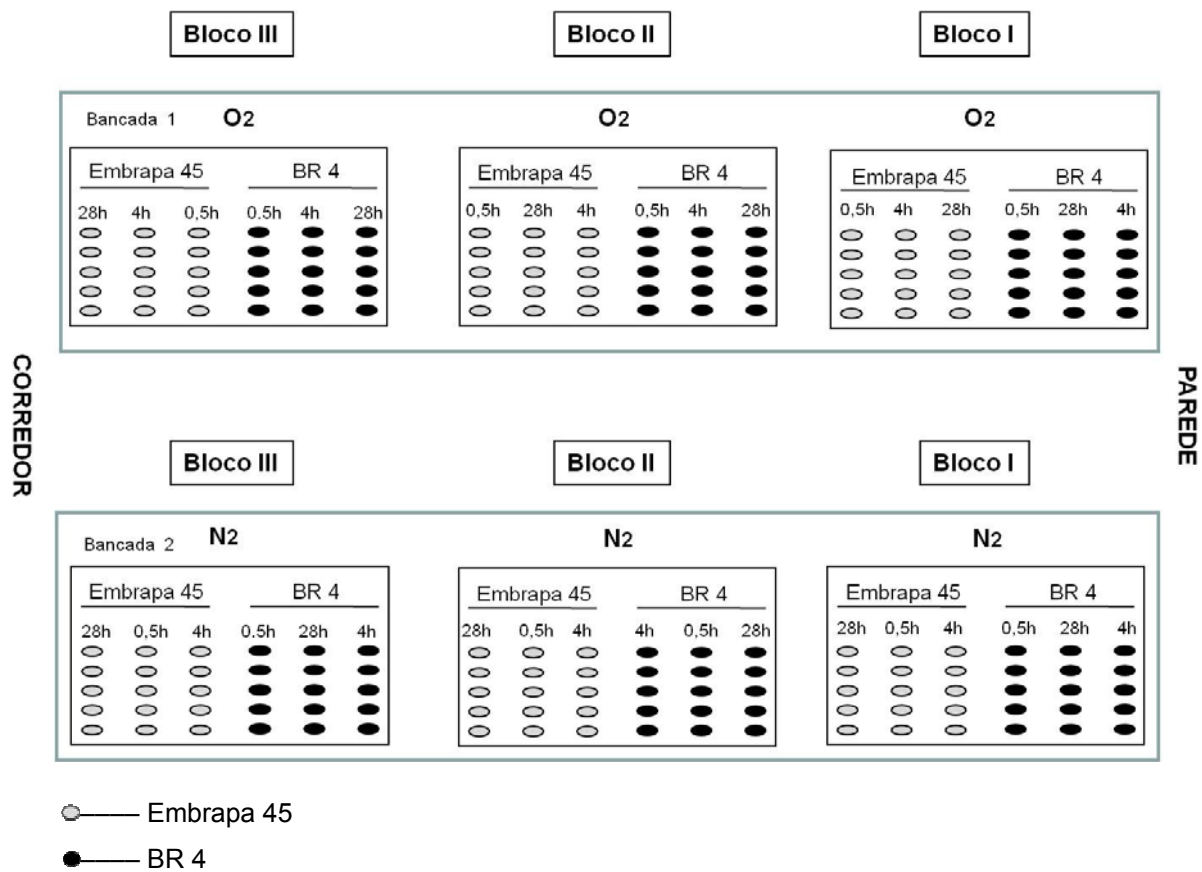 Bloco III
Bloco II
Bloco I
Bancada 1 O2 O2 O2
Embrapa 45 BR 4 Embrapa 45 BR 4 Embrapa 45 BR 4
28h 4h 0,5h 0.5h 4h 28h 0,5h 28h 4h 0.5h 4h 28h 0,5h 4h 28h 0,5h 28h 4h
CORREDOR
PAREDE
Bloco III
Bloco II
Bloco I
Bancada 2 N2 N2 N2
Embrapa 45 BR 4 Embrapa 45 BR 4 Embrapa 45 BR 4
28h 0,5h 4h 0.5h 28h 4h 28h 0,5h 4h 4h 0.5h 28h 28h 0,5h 4h 0,5h 28h 4h
Embrapa 45
BR 4